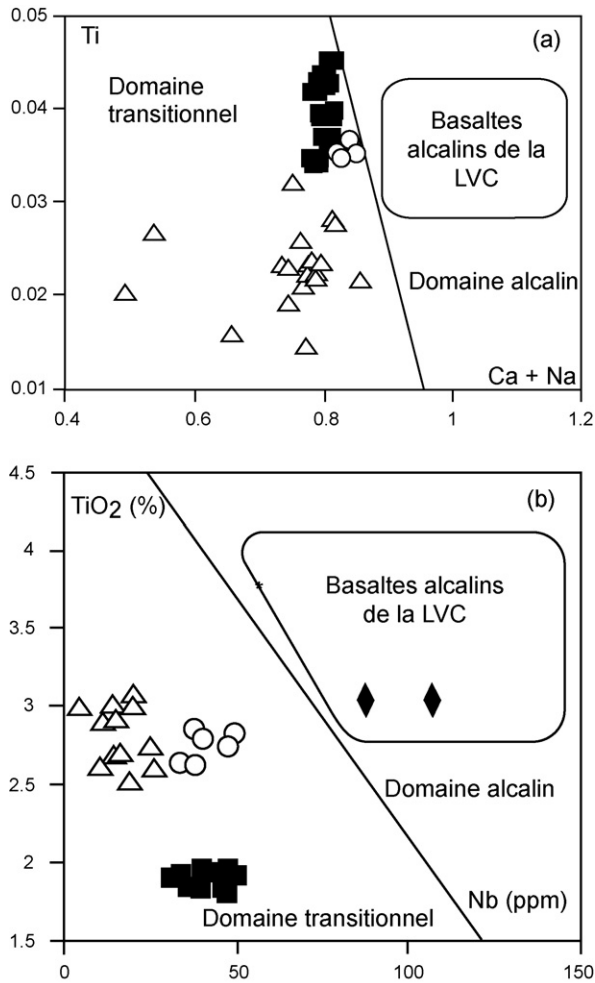 0.05
Ti
(a)
Domaine
transitionnel
0.04
Basaltes
alcalins de la
LVC
0.03
Domaine alcalin
0.02
0.01
Ca + Na
0.4
0.6
0.8
1
1.2
4.5
TiO2 (%)
(b)
4
Basaltes alcalins
de la LVC
3.5
3
2.5
Domaine alcalin
2
Nb (ppm)
Domaine transitionnel
1.5
0
50
100
150